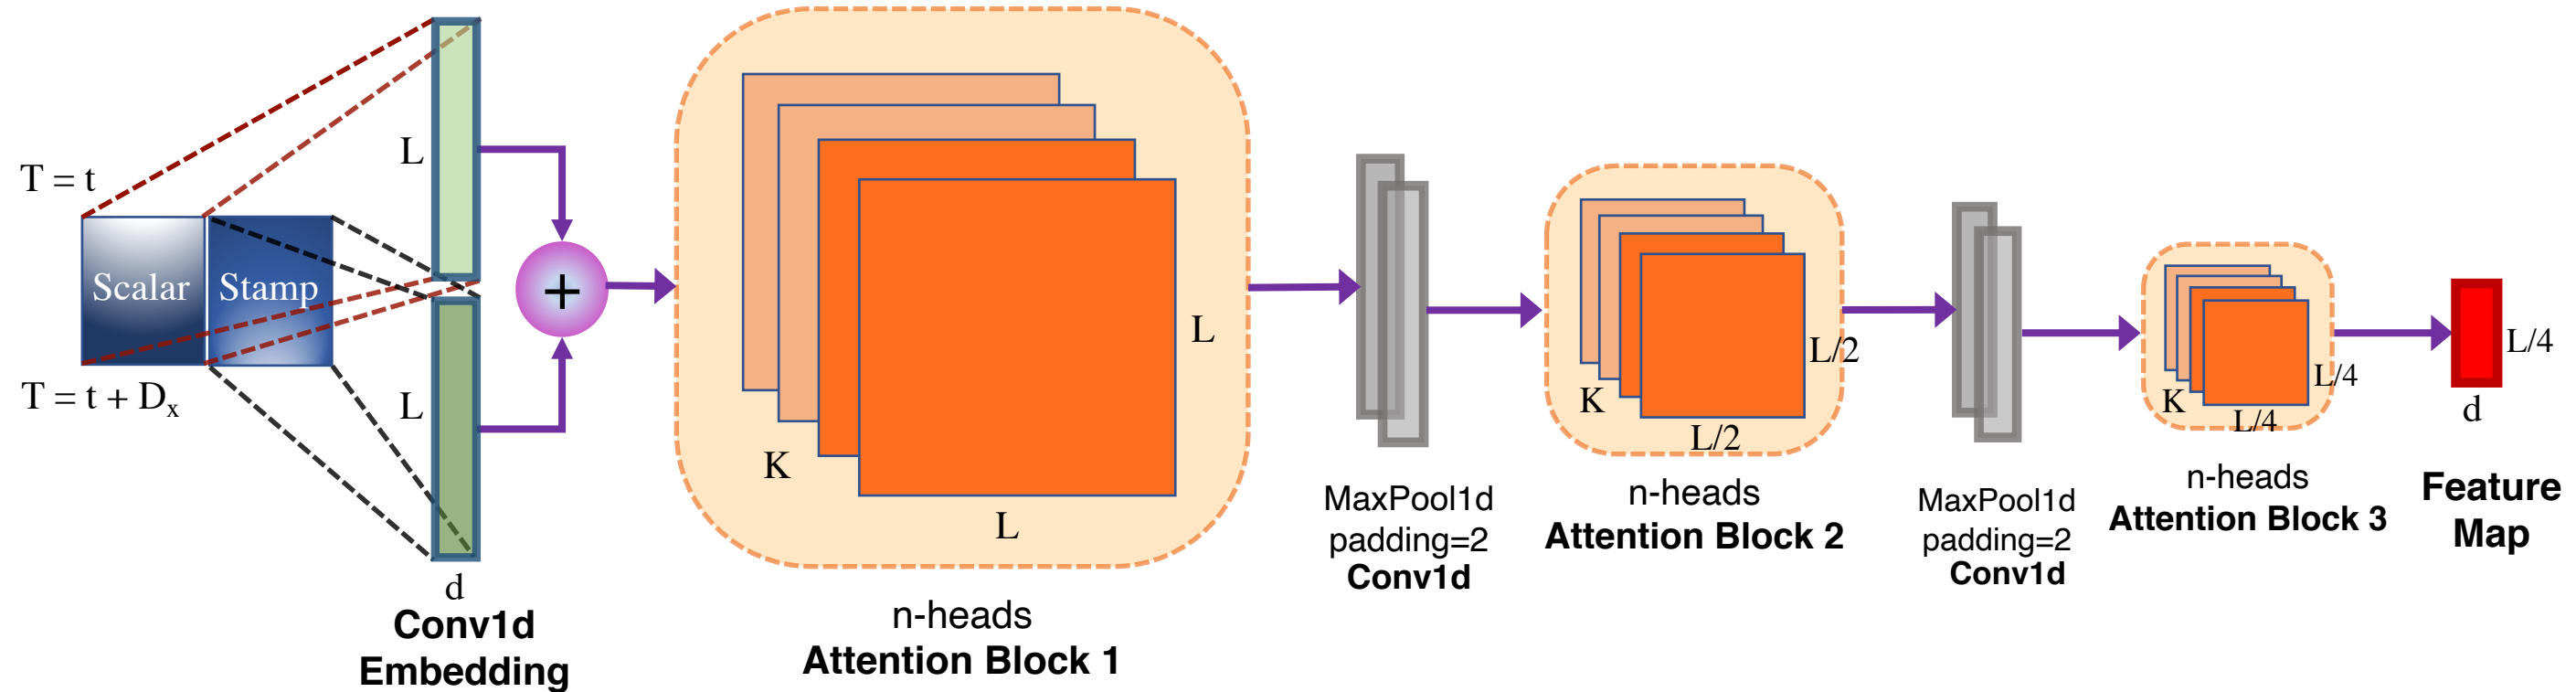 T = t
Scalar
Stamp
T = t + Dx
L
L
d
Conv1d
Embedding
+
K
L
L
n-heads
Attention Block 1
MaxPool1d
padding=2
Conv1d
K
L/2
L/2
n-heads
Attention Block 2
MaxPool1d
padding=2
Conv1d
K
L/4
L/4
n-heads
Attention Block 3
L/4
d
Feature
Map